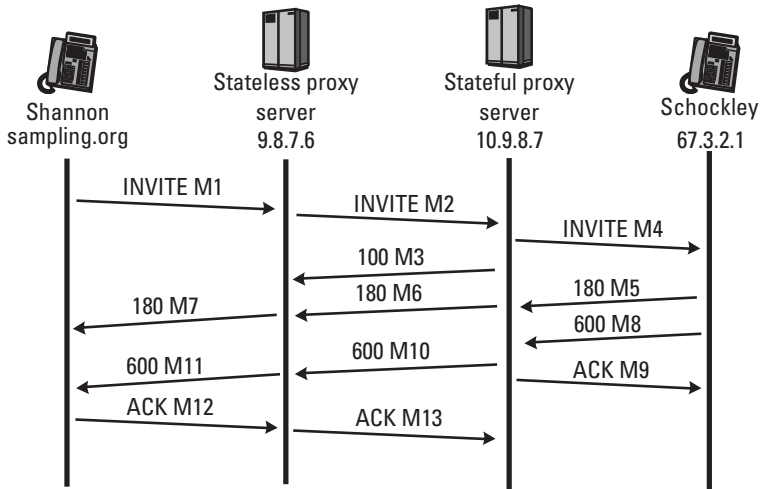 Shannon
sampling.org
Stateless proxy
server
9.8.7.6
Stateful proxy
server
10.9.8.7
Schockley
67.3.2.1
INVITE M1
INVITE M2
INVITE M4
100 M3
180 M5
180 M6
180 M7
600 M8
600 M10
600 M11
ACK M9
ACK M12
ACK M13